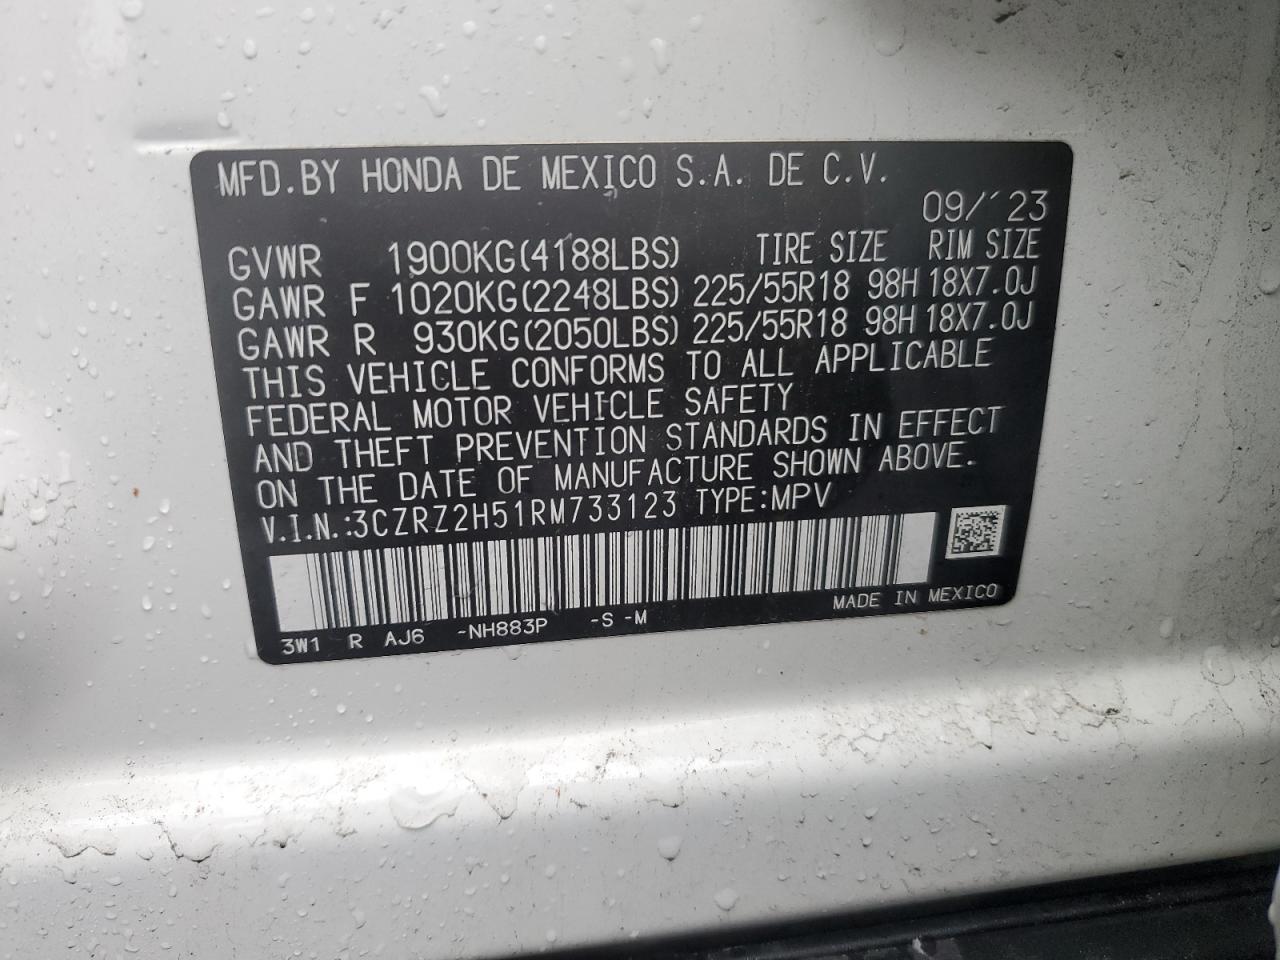 MFD.BY HONDA DE MEXICO S.A. DE C.V.
09/´23
GVWR 1900KG(4188LBS) TIRE SIZE RIM SIZE
GAWR F 1020KG(2248LBS) 225/55R18 98H 18X7.0J
GAWR R 930KG(2050LBS) 225/55R18 98H 18X7.0J
THIS VEHICLE CONFORMS TO ALL APPLICABLE
FEDERAL MOTOR VEHICLE SAFETY
AND THEFT PREVENTION STANDARDS IN EFFECT
ON THE DATE OF MANUFACTURE SHOWN ABOVE.
V.I.N.:3CZRZ2H51RM733123 TYPE:MPV
MADE IN MEXICO
3W1 R AJ6 -NH883P -S -M